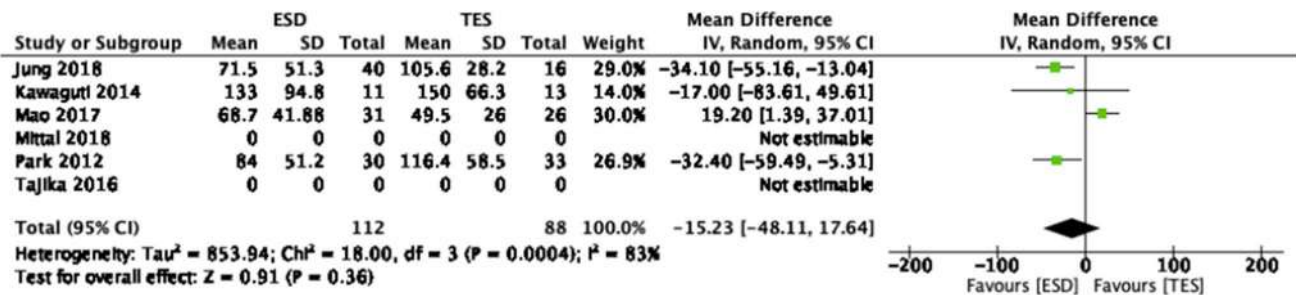 ESD TES Mean Difference Mean Difference
Study or Subgroup Mean SD Total Mean SD Total Weight IV, Random, 95% CI IV, Random, 95% CI
Jung 2018 71.5 51.3 40 105.6 28.2 16 29.0% −34.10 [−55.16, −13.04]
Kawaguti 2014 133 94.8 11 150 66.3 13 14.0% −17.00 [−83.61, 49.61]
Mao 2017 68.7 41.88 31 49.5 26 26 30.0% 19.20 [1.39, 37.01]
Mittal 2018 0 0 0 0 0 0 Not estimable
Park 2012 84 51.2 30 116.4 58.5 33 26.9% −32.40 [−59.49, −5.31]
Tajika 2016 0 0 0 0 0 0 Not estimable
Total (95% CI) 112 88 100.0% −15.23 [−48.11, 17.64]
Heterogeneity: Tau² = 853.94; Chi² = 18.00, df = 3 (P = 0.0004); I² = 83%
Test for overall effect: Z = 0.91 (P = 0.36)
−200 −100 0 100 200
Favours [ESD] Favours [TES]